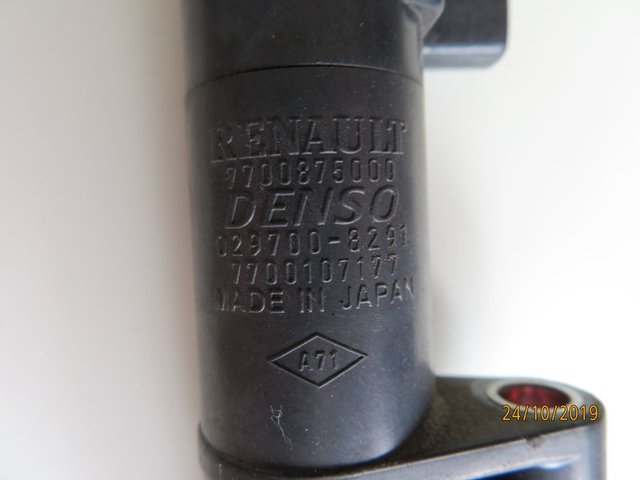 RENAULT
7700875000
DENSO
029700-8291
7700107177
MADE IN JAPAN
A71
24/10/2019